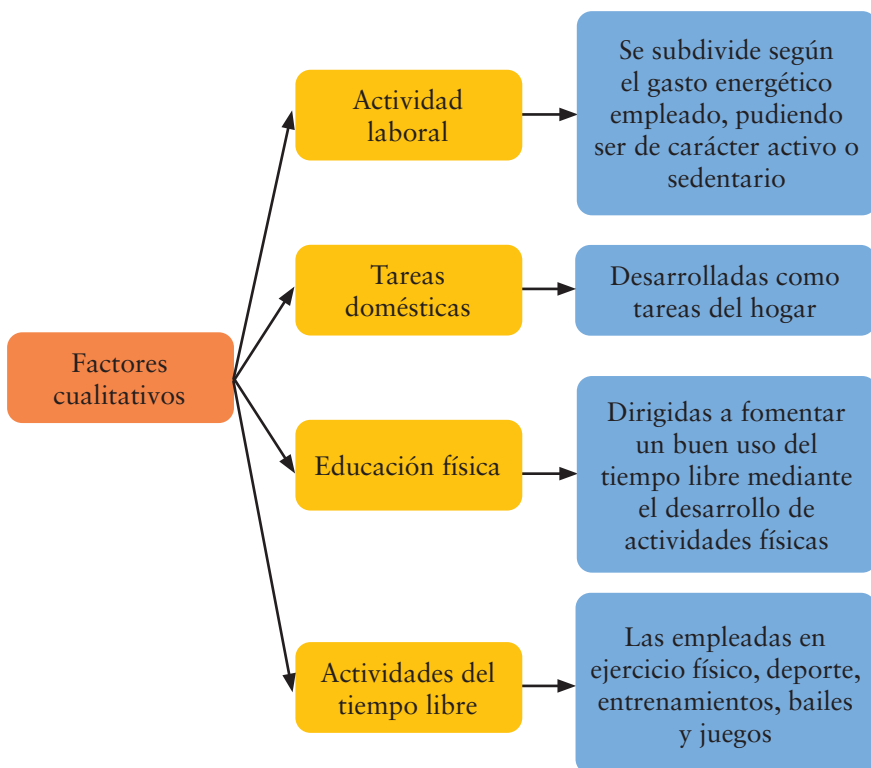 Factores
cualitativos
Actividad
laboral
Se subdivide según
el gasto energético
empleado, pudiendo
ser de carácter activo o
sedentario
Tareas
domésticas
Desarrolladas como
tareas del hogar
Educación física
Dirigidas a fomentar
un buen uso del
tiempo libre mediante
el desarrollo de
actividades físicas
Actividades del
tiempo libre
Las empleadas en
ejercicio físico, deporte,
entrenamientos, bailes
y juegos